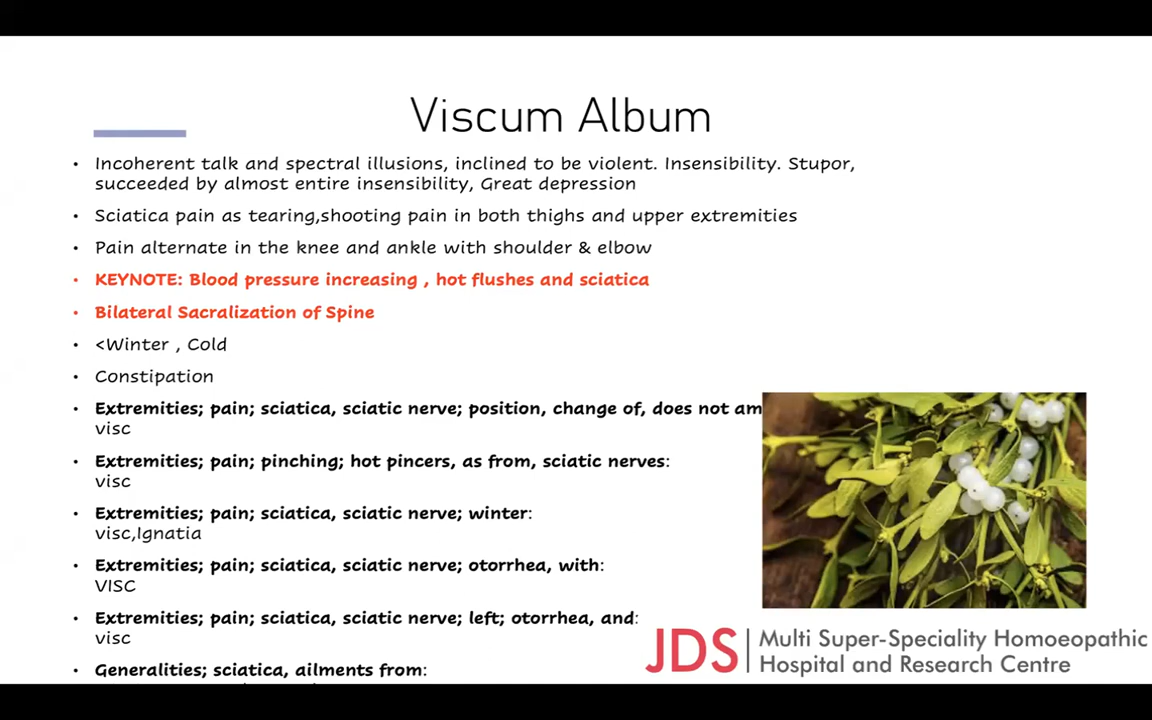 Viscum Album
• Incoherent talk and spectral illusions, inclined to be violent. Insensibility. Stupor,
succeeded by almost entire insensibility, Great depression
• Sciatica pain as tearing,shooting pain in both thighs and upper extremities
• Pain alternate in the knee and ankle with shoulder & elbow
• KEYNOTE: Blood pressure increasing , hot flushes and sciatica
• Bilateral Sacralization of Spine
• <Winter , Cold
• Constipation
• Extremities; pain; sciatica, sciatic nerve; position, change of, does not am
visc
• Extremities; pain; pinching; hot pincers, as from, sciatic nerves:
visc
• Extremities; pain; sciatica, sciatic nerve; winter:
visc,Ignatia
• Extremities; pain; sciatica, sciatic nerve; otorrhea, with:
VISC
• Extremities; pain; sciatica, sciatic nerve; left; otorrhea, and:
visc
• Generalities; sciatica, ailments from:
JDS
Multi Super-Speciality Homoeopathic
Hospital and Research Centre